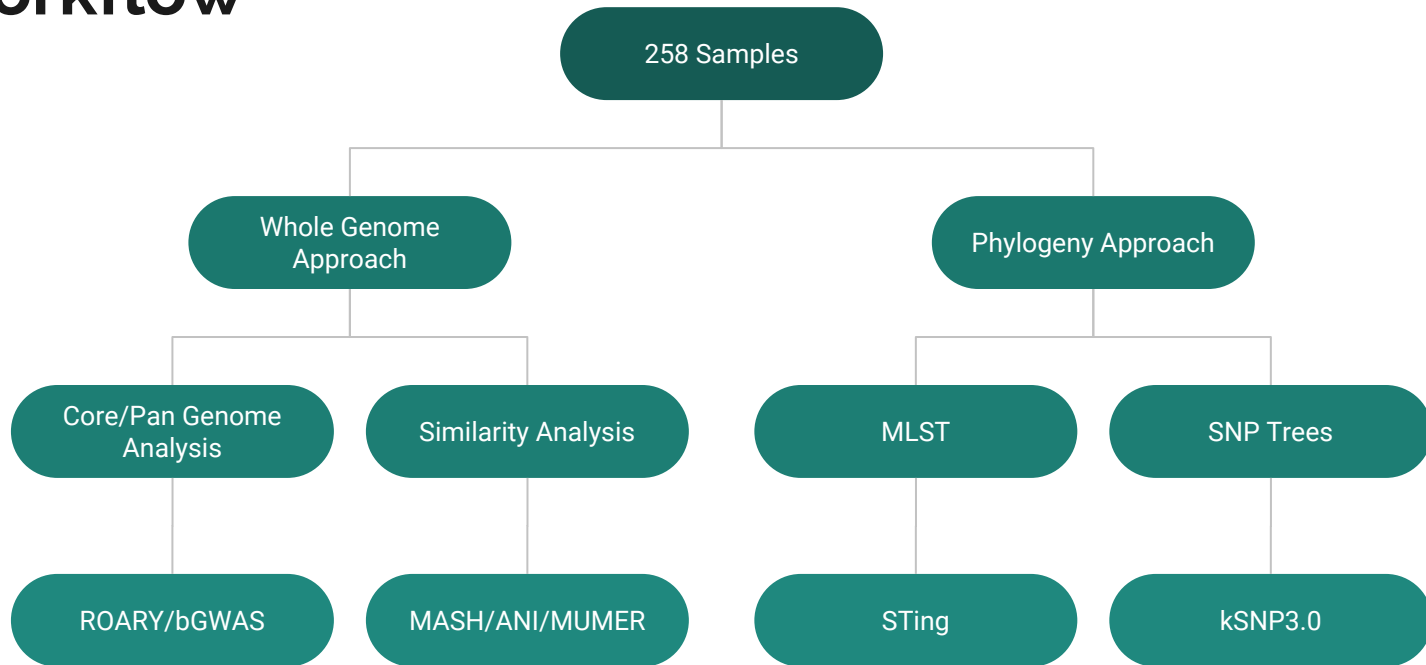 258 Samples
Whole Genome
Approach
Phylogeny Approach
Core/Pan Genome
Analysis
Similarity Analysis
MLST
SNP Trees
ROARY/bGWAS
MASH/ANI/MUMER
STing
kSNP3.0